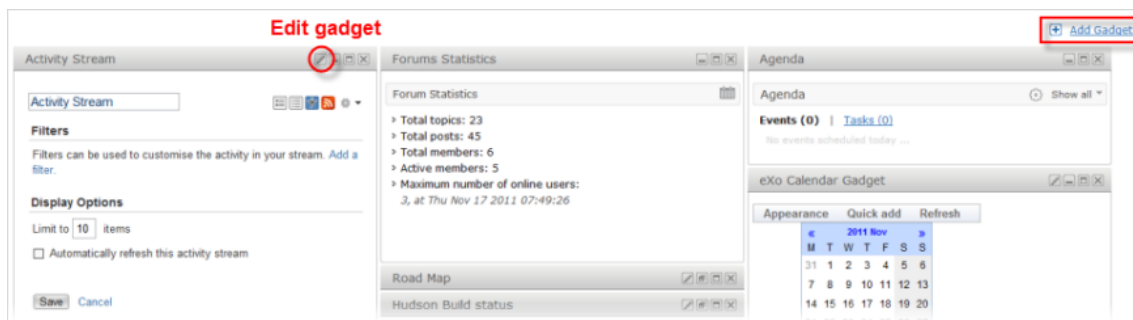 Edit gadget
Add Gadget
Activity Stream
Forums Statistics
Agenda
Activity Stream
Filters
Filters can be used to customise the activity in your stream. Add a
filter.
Display Options
Limit to 10 items
Automatically refresh this activity stream
Save Cancel
Forum Statistics
Total topics: 23
Total posts: 45
Total members: 6
Active members: 5
Maximum number of online users:
3, at Thu Nov 17 2011 07:49:26
Road Map
Hudson Build status
Agenda Show all
Events (0) | Tasks (0)
No events scheduled today ...
eXo Calendar Gadget
Appearance Quick add Refresh
« 2011 Nov »
M T W T F S S
31 1 2 3 4 5 6
7 8 9 10 11 12 13
14 15 16 17 18 19 20